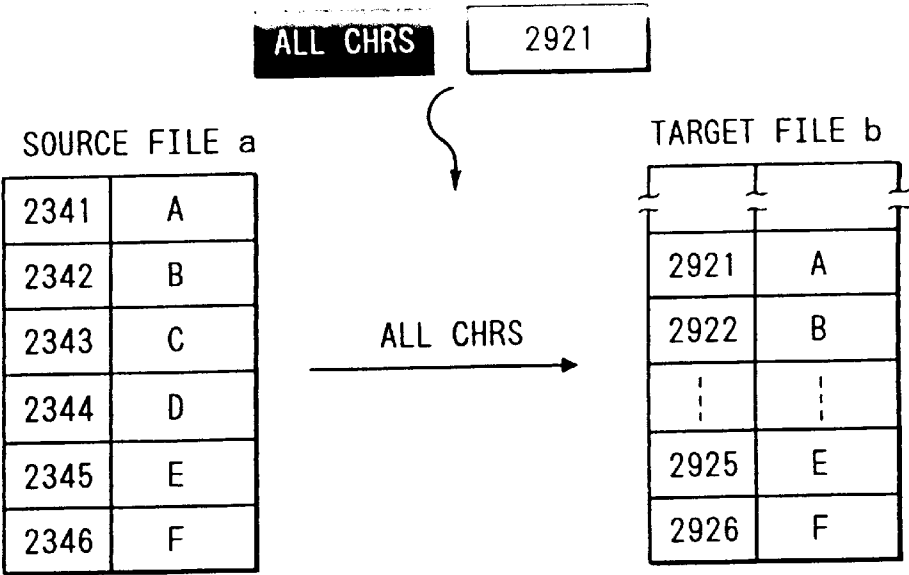 ALL CHRS 2921
SOURCE FILE a
2341 A
2342 B
2343 C
2344 D
2345 E
2346 F
ALL CHRS
TARGET FILE b
2921 A
2922 B
2925 E
2926 F